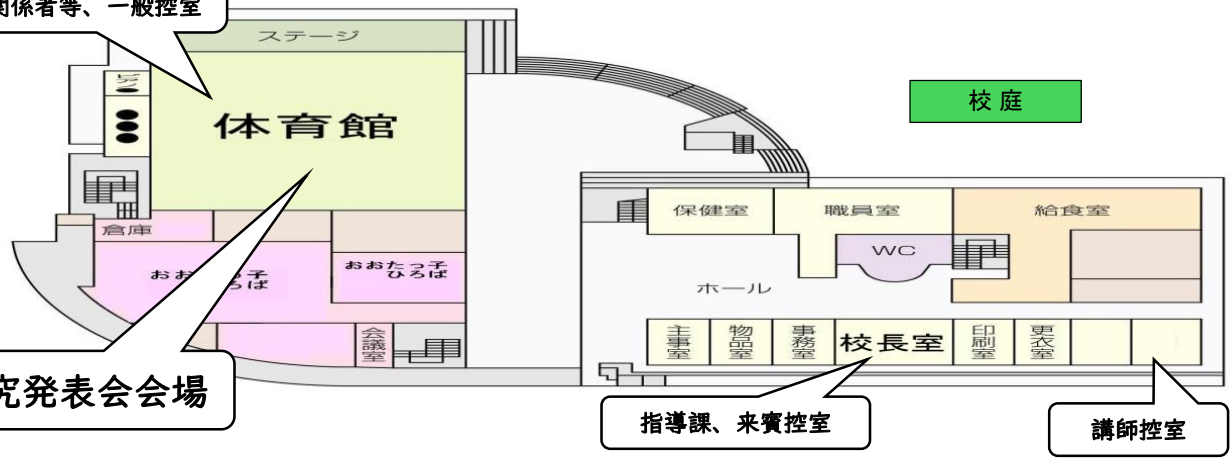 関係者等、一般控室
ステージ
ピアノ
体育館
校庭
倉庫
おおたっ子
ひろば
保健室
職員室
給食室
WC
ホール
会議室
主事室
物品室
事務室
校長室
印刷室
更衣室
究発表会会場
指導課、来賓控室
講師控室